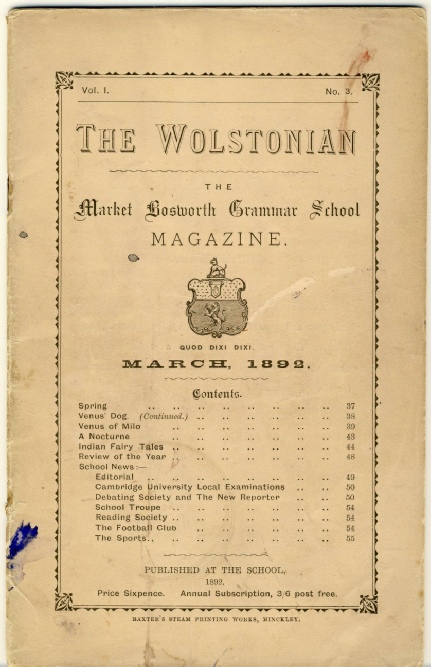 Vol. I. No. 3.
THE WOLSTONIAN
THE
Market Bosworth Grammar School
MAGAZINE.
QUOD DIXI DIXI.
MARCH, 1892.
Contents.
Spring .. .. .. .. .. .. .. .. 37
Venus' Dog (Continued.) .. .. .. .. .. .. 38
Venus of Milo .. .. .. .. .. .. .. 39
A Nocturne .. .. .. .. .. .. .. 43
Indian Fairy Tales .. .. .. .. .. .. .. 44
Review of the Year .. .. .. .. .. .. .. 48
School News:—
Editorial .. .. .. .. .. .. .. .. 49
Cambridge University Local Examinations .. .. 50
Debating Society and The New Reporter .. .. 50
School Troupe .. .. .. .. .. .. .. 54
Reading Society .. .. .. .. .. .. .. 54
The Football Club .. .. .. .. .. .. 54
The Sports .. .. .. .. .. .. .. .. 55
PUBLISHED AT THE SCHOOL,
1892.
Price Sixpence. Annual Subscription, 3/6 post free.
BAXTER'S STEAM PRINTING WORKS, HINCKLEY.